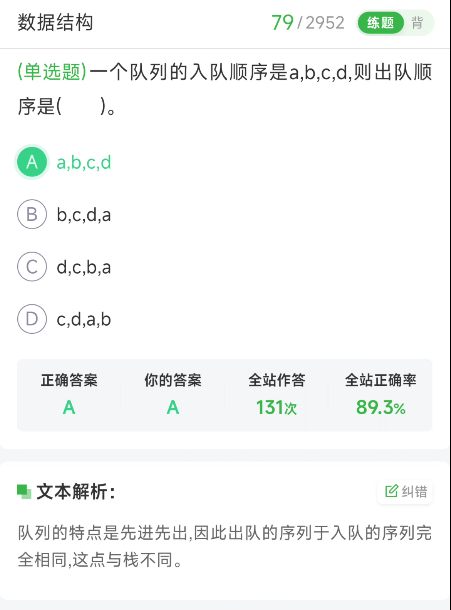 数据结构 79/2952 练题 背
(单选题)一个队列的入队顺序是a,b,c,d,则出队顺
序是(　　)。
A a,b,c,d
B b,c,d,a
C d,c,b,a
D c,d,a,b
正确答案 你的答案 全站作答 全站正确率
A A 131次 89.3%
文本解析： 纠错
队列的特点是先进先出,因此出队的序列于入队的序列完
全相同,这点与栈不同。